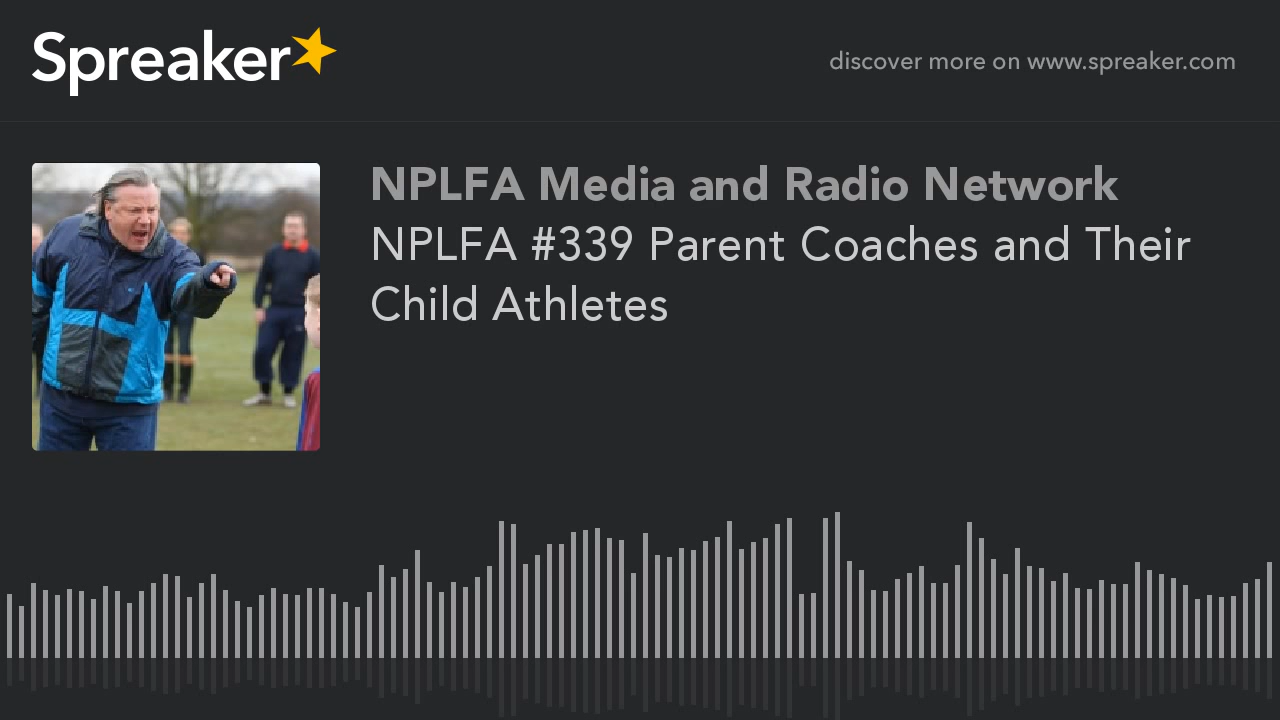 Spreaker
discover more on www.spreaker.com
NPLFA Media and Radio Network
NPLFA #339 Parent Coaches and Their
Child Athletes